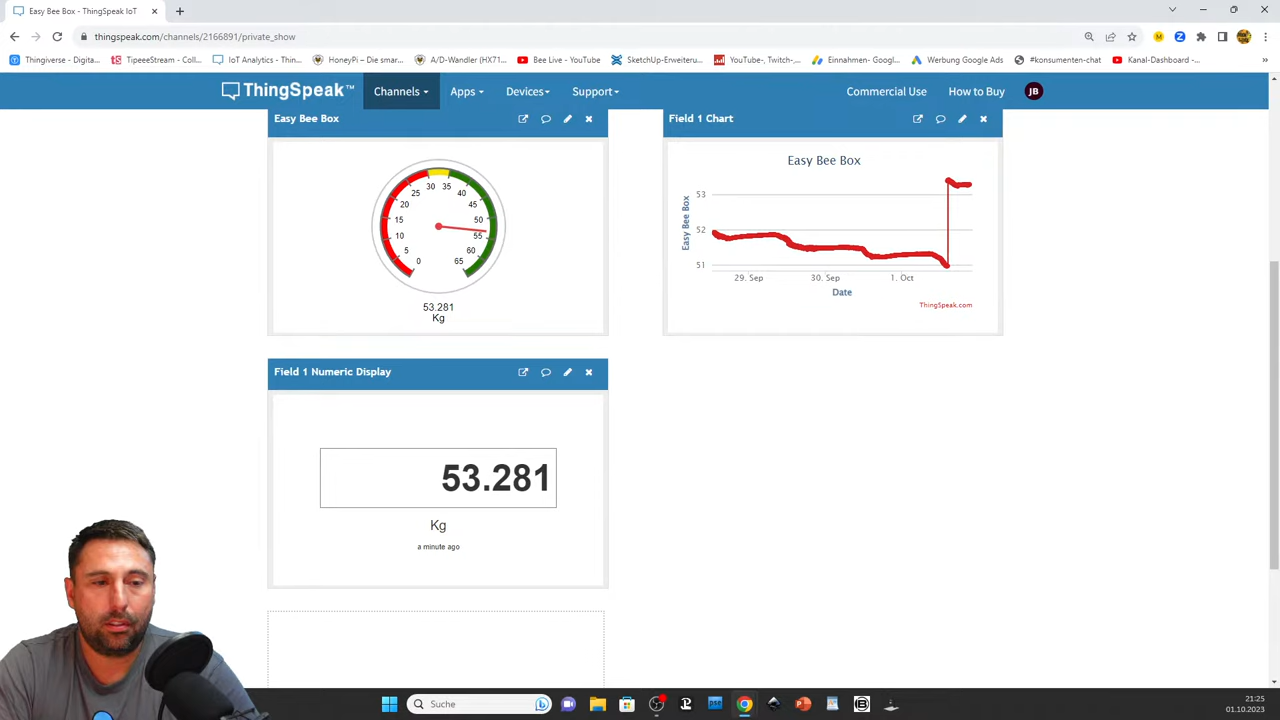 Easy Bee Box - ThingSpeak IoT
thingspeak.com/channels/2166891/private_show
Thingiverse - Digita...
TipeeeStream - Coll...
IoT Analytics - Thin...
HoneyPi – Die smar...
A/D-Wandler (HX71...
Bee Live - YouTube
SketchUp-Erweiteru...
YouTube-, Twitch-,...
Einnahmen- Googl...
Werbung Google Ads
#konsumenten-chat
Kanal-Dashboard -...
ThingSpeak™
Channels
Apps
Devices
Support
Commercial Use
How to Buy
JB
Easy Bee Box
0
5
10
15
20
25
30
35
40
45
50
55
60
65
53.281
Kg
Field 1 Chart
Easy Bee Box
Easy Bee Box
53
52
51
29. Sep
30. Sep
1. Oct
Date
ThingSpeak.com
Field 1 Numeric Display
53.281
Kg
a minute ago
Suche
21:25
01.10.2023